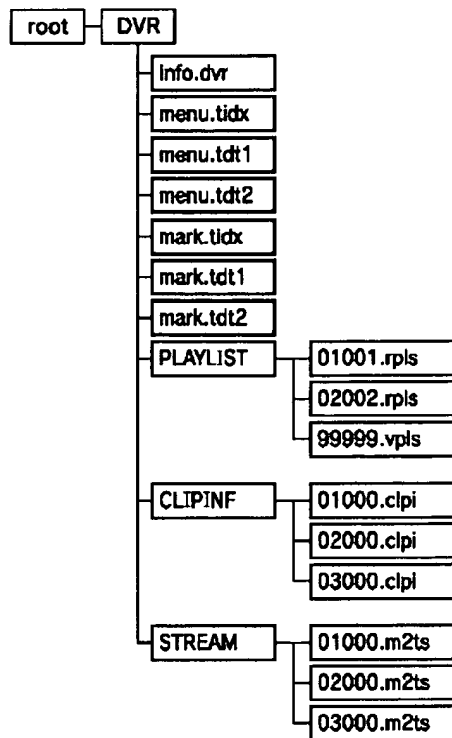 root DVR
info.dvr
menu.tidx
menu.tdt1
menu.tdt2
mark.tidx
mark.tdt1
mark.tdt2
PLAYLIST 01001.rpls
02002.rpls
99999.vpls
CLIPINF 01000.clpi
02000.clpi
03000.clpi
STREAM 01000.m2ts
02000.m2ts
03000.m2ts